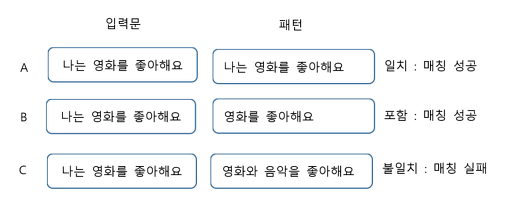 입력문 패턴
A 나는 영화를 좋아해요 나는 영화를 좋아해요 일치 : 매칭 성공
B 나는 영화를 좋아해요 영화를 좋아해요 포함 : 매칭 성공
C 나는 영화를 좋아해요 영화와 음악을 좋아해요 불일치 : 매칭 실패